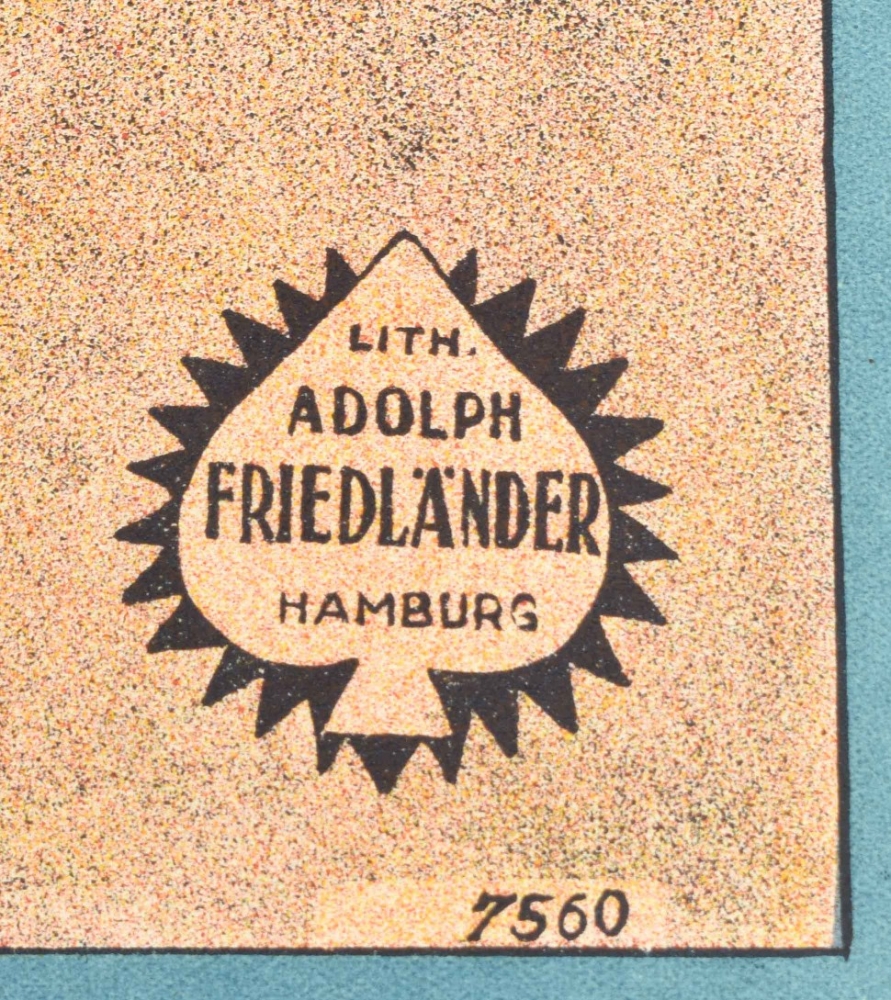 LITH.
ADOLPH
FRIEDLÄNDER
HAMBURG
7560